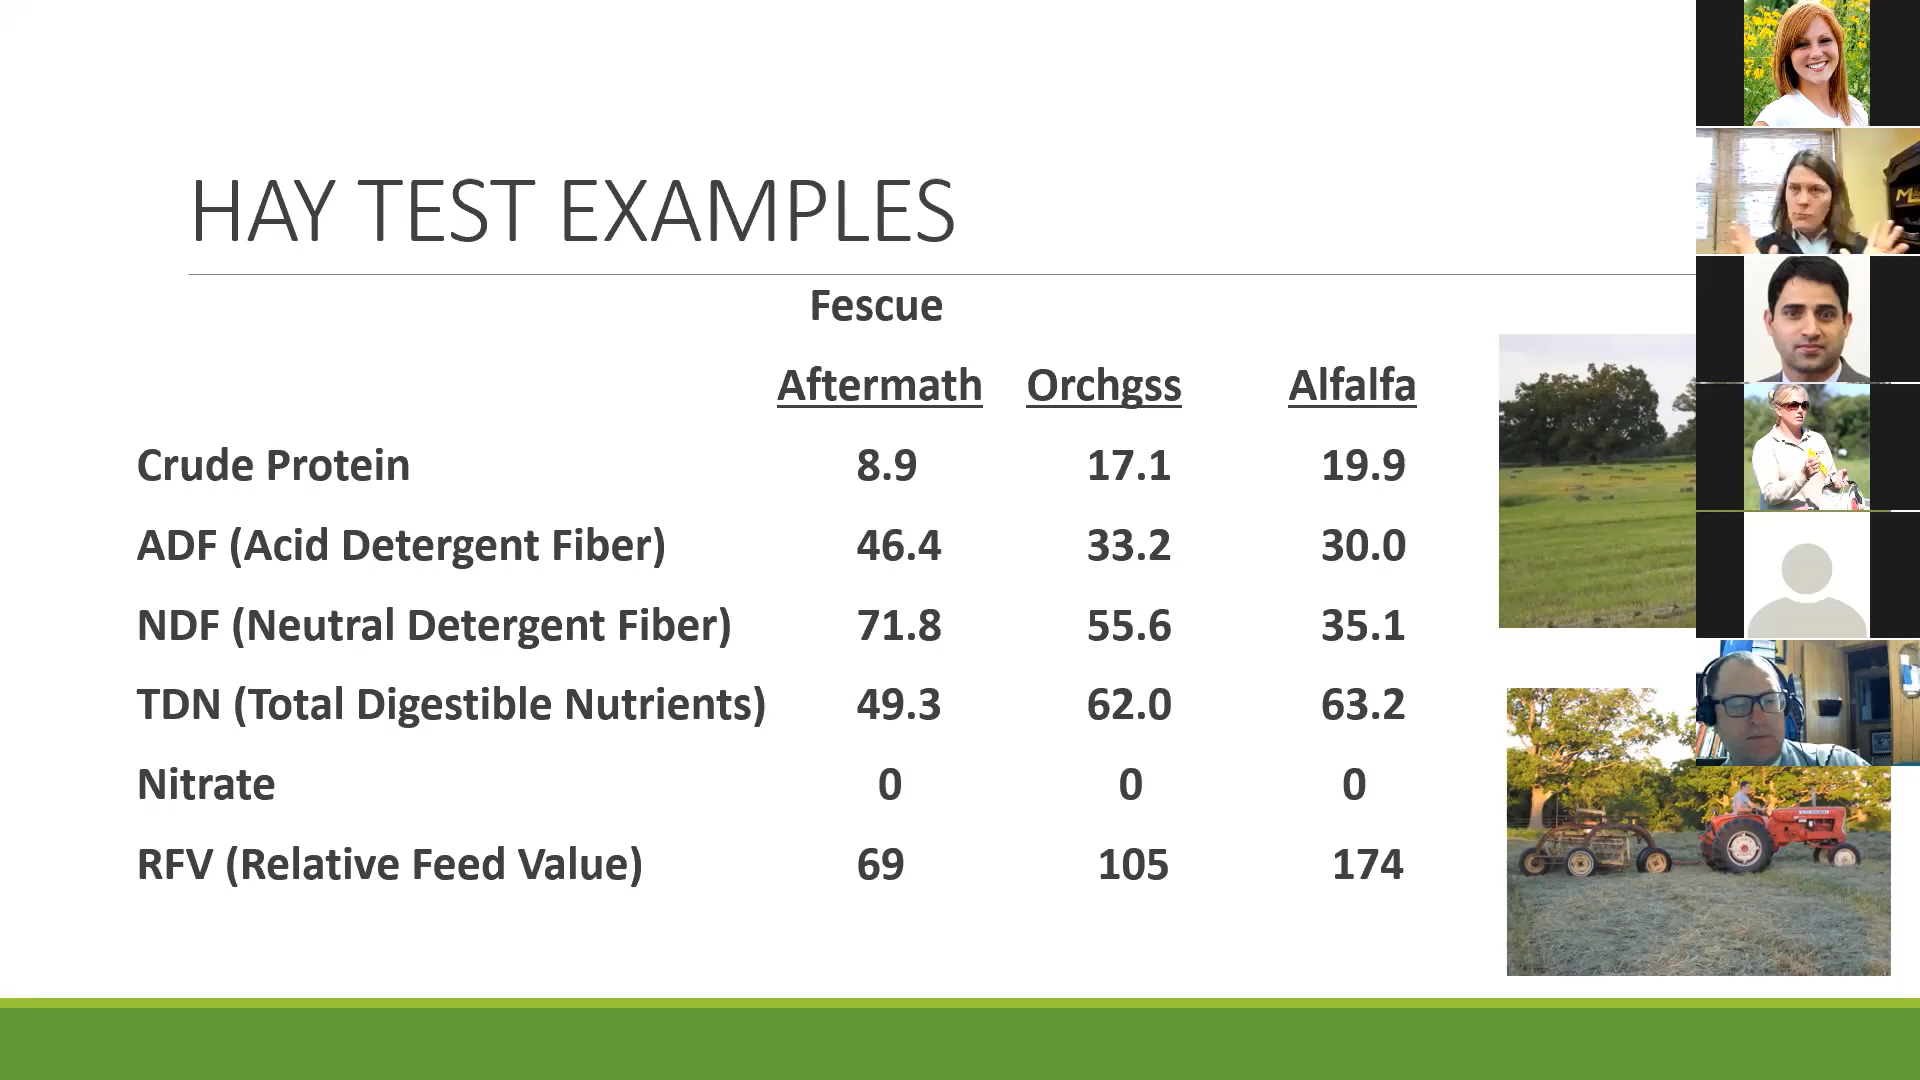 HAY TEST EXAMPLES
Fescue
Aftermath Orchgss Alfalfa
Crude Protein 8.9 17.1 19.9
ADF (Acid Detergent Fiber) 46.4 33.2 30.0
NDF (Neutral Detergent Fiber) 71.8 55.6 35.1
TDN (Total Digestible Nutrients) 49.3 62.0 63.2
Nitrate 0 0 0
RFV (Relative Feed Value) 69 105 174